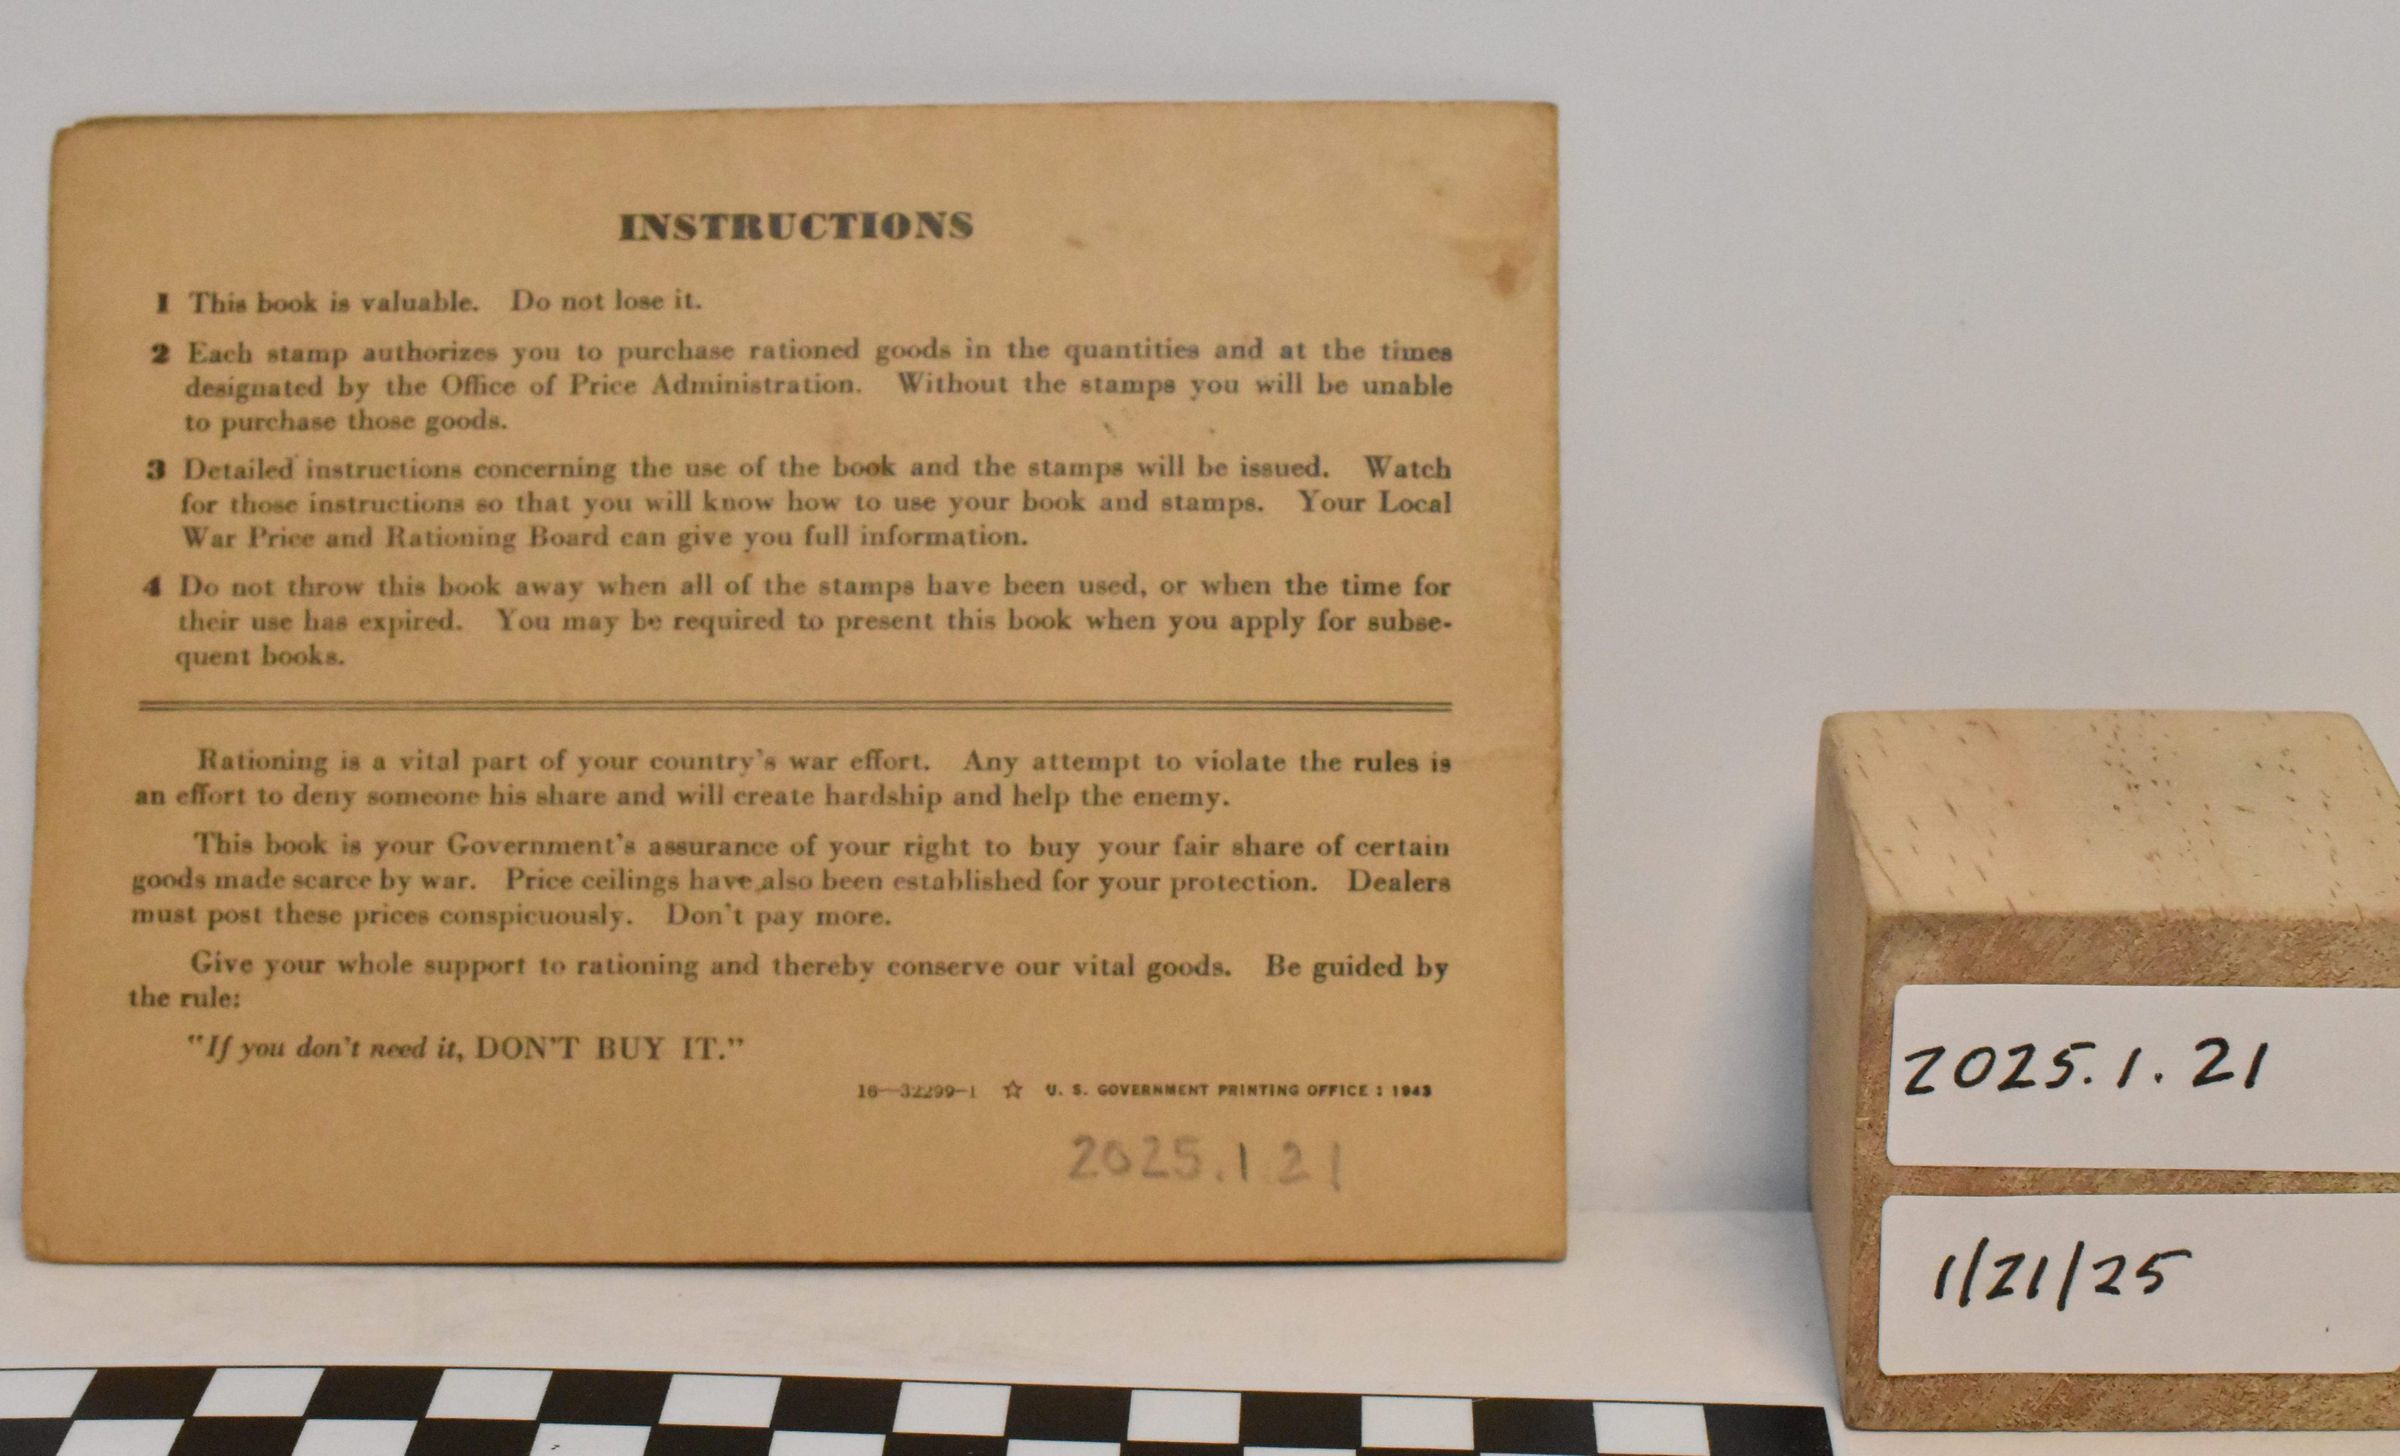 INSTRUCTIONS
1 This book is valuable. Do not lose it.
2 Each stamp authorizes you to purchase rationed goods in the quantities and at the times
designated by the Office of Price Administration. Without the stamps you will be unable
to purchase those goods.
3 Detailed instructions concerning the use of the book and the stamps will be issued. Watch
for those instructions so that you will know how to use your book and stamps. Your Local
War Price and Rationing Board can give you full information.
4 Do not throw this book away when all of the stamps have been used, or when the time for
their use has expired. You may be required to present this book when you apply for subse-
quent books.
Rationing is a vital part of your country's war effort. Any attempt to violate the rules is
an effort to deny someone his share and will create hardship and help the enemy.
This book is your Government's assurance of your right to buy your fair share of certain
goods made scarce by war. Price ceilings have also been established for your protection. Dealers
must post these prices conspicuously. Don't pay more.
Give your whole support to rationing and thereby conserve our vital goods. Be guided by
the rule:
"If you don't need it, DON'T BUY IT."
16—32299-1 ☆ U. S. GOVERNMENT PRINTING OFFICE : 1943
2025.1.21
2025.1.21
1/21/25